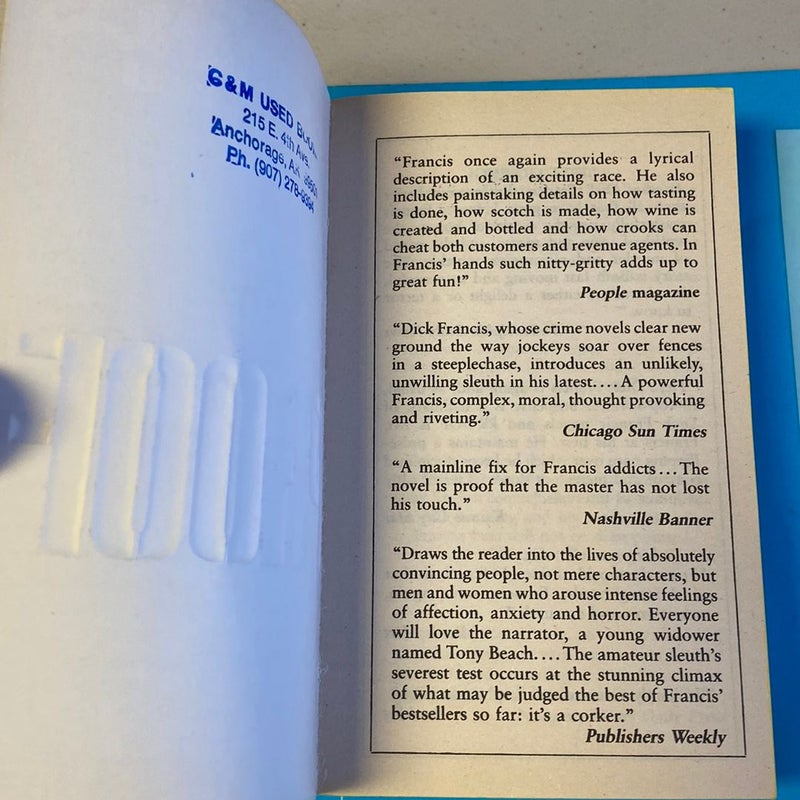 C&M USED
215 E. 4th Ave.
Anchorage, AK
Ph. (907) 278-9394
“Francis once again provides a lyrical
description of an exciting race. He also
includes painstaking details on how tasting
is done, how scotch is made, how wine is
created and bottled and how crooks can
cheat both customers and revenue agents. In
Francis’ hands such nitty-gritty adds up to
great fun!”
People magazine
“Dick Francis, whose crime novels clear new
ground the way jockeys soar over fences
in a steeplechase, introduces an unlikely,
unwilling sleuth in his latest. . . . A powerful
Francis, complex, moral, thought provoking
and riveting.”
Chicago Sun Times
“A mainline fix for Francis addicts . . . The
novel is proof that the master has not lost
his touch.”
Nashville Banner
“Draws the reader into the lives of absolutely
convincing people, not mere characters, but
men and women who arouse intense feelings
of affection, anxiety and horror. Everyone
will love the narrator, a young widower
named Tony Beach. . . . The amateur sleuth’s
severest test occurs at the stunning climax
of what may be judged the best of Francis’
bestsellers so far: it’s a corker.”
Publishers Weekly